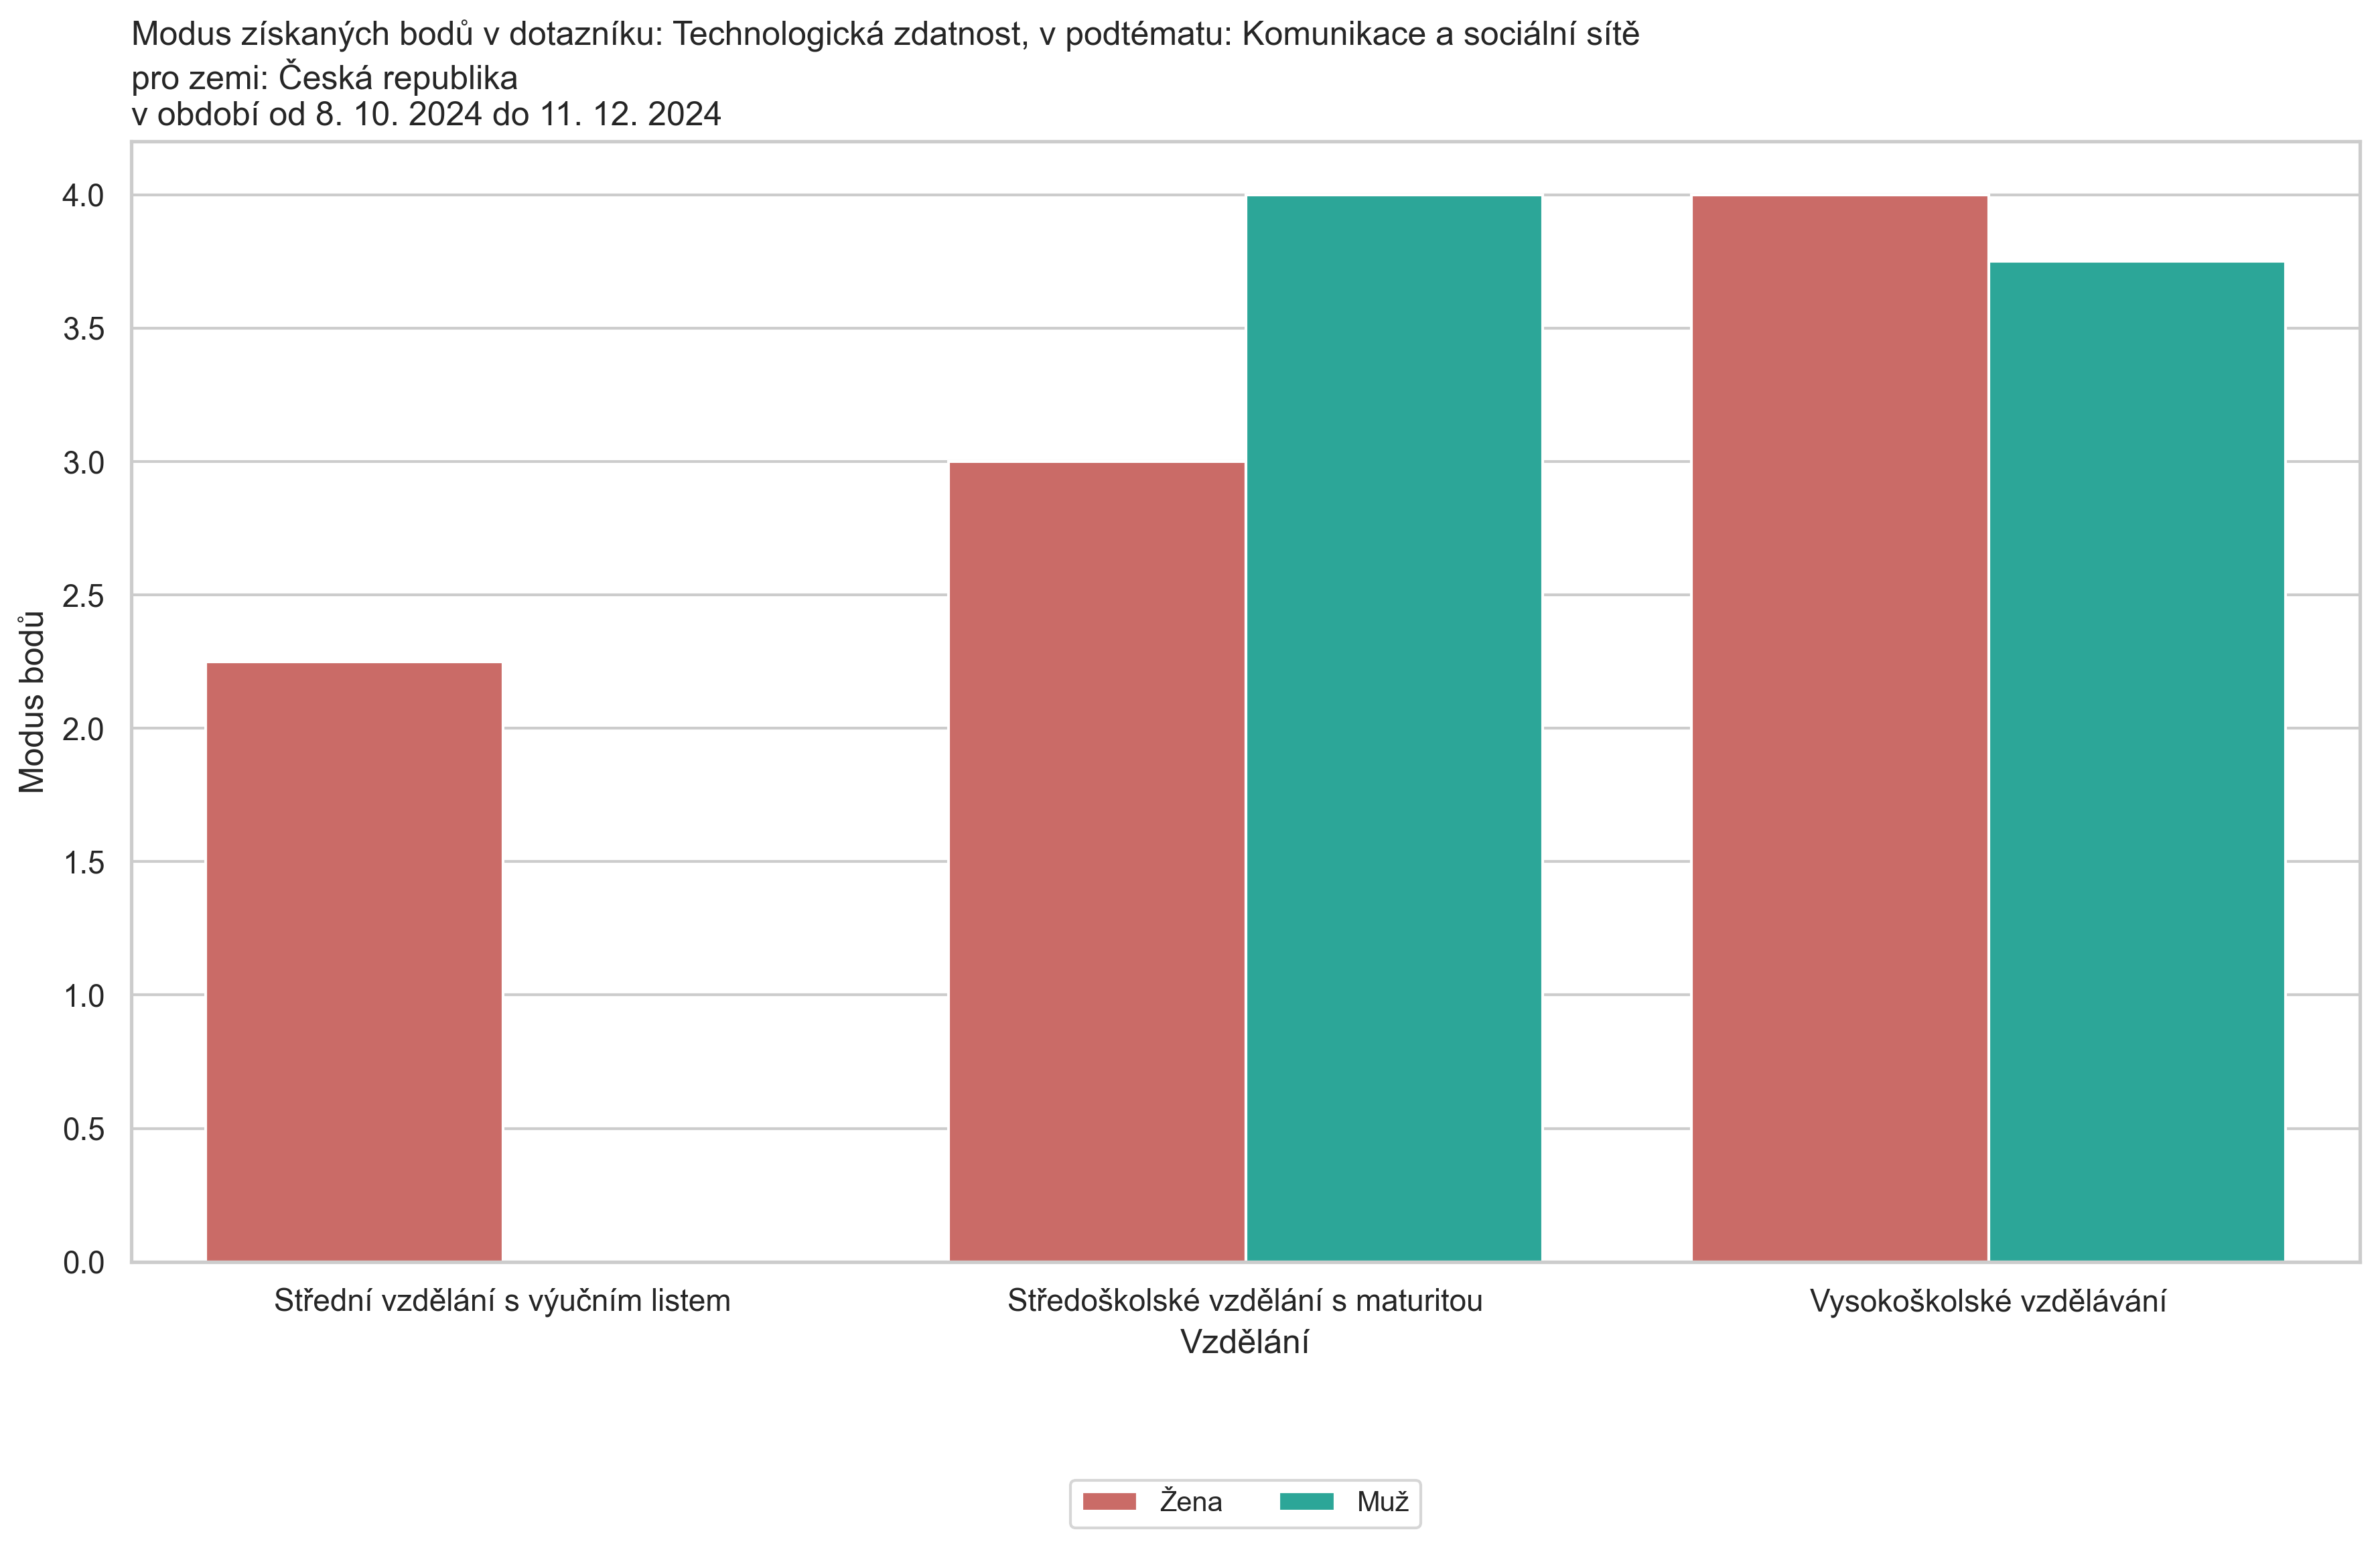 Modus získaných bodů v dotazníku: Technologická zdatnost, v podtématu: Komunikace a sociální sítě
pro zemi: Česká republika
v období od 8. 10. 2024 do 11. 12. 2024
Modus bodů
4.0
3.5
3.0
2.5
2.0
1.5
1.0
0.5
0.0
Střední vzdělání s výučním listem
Středoškolské vzdělání s maturitou
Vysokoškolské vzdělávání
Vzdělání
Žena
Muž